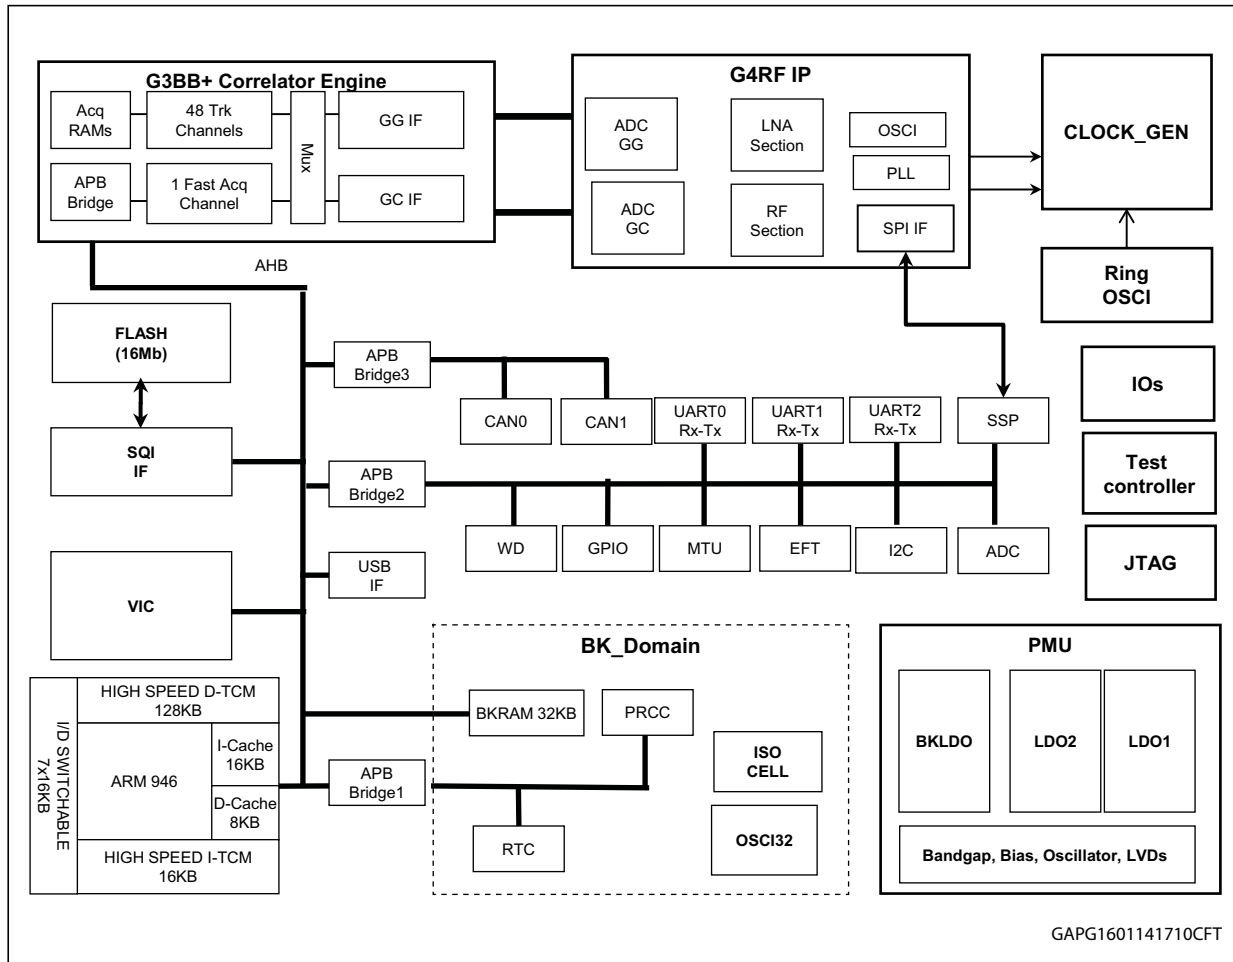 G3BB+ Correlator Engine
Acq
RAMs
48 Trk
Channels
Mux
GG IF
APB
Bridge
1 Fast Acq
Channel
GC IF
G4RF IP
ADC
GG
LNA
Section
OSCI
PLL
ADC
GC
RF
Section
SPI IF
CLOCK_GEN
Ring
OSCI
AHB
FLASH
(16Mb)
SQI
IF
VIC
APB
Bridge3
CAN0
CAN1
UART0
Rx-Tx
UART1
Rx-Tx
UART2
Rx-Tx
SSP
APB
Bridge2
WD
GPIO
MTU
EFT
I2C
ADC
USB
IF
IOs
Test
controller
JTAG
I/D SWITCHABLE
7x16KB
HIGH SPEED D-TCM
128KB
ARM 946
I-Cache
16KB
D-Cache
8KB
HIGH SPEED I-TCM
16KB
APB
Bridge1
BK_Domain
BKRAM 32KB
PRCC
ISO
CELL
RTC
OSCI32
PMU
BKLDO
LDO2
LDO1
Bandgap, Bias, Oscillator, LVDs
GAPG1601141710CFT